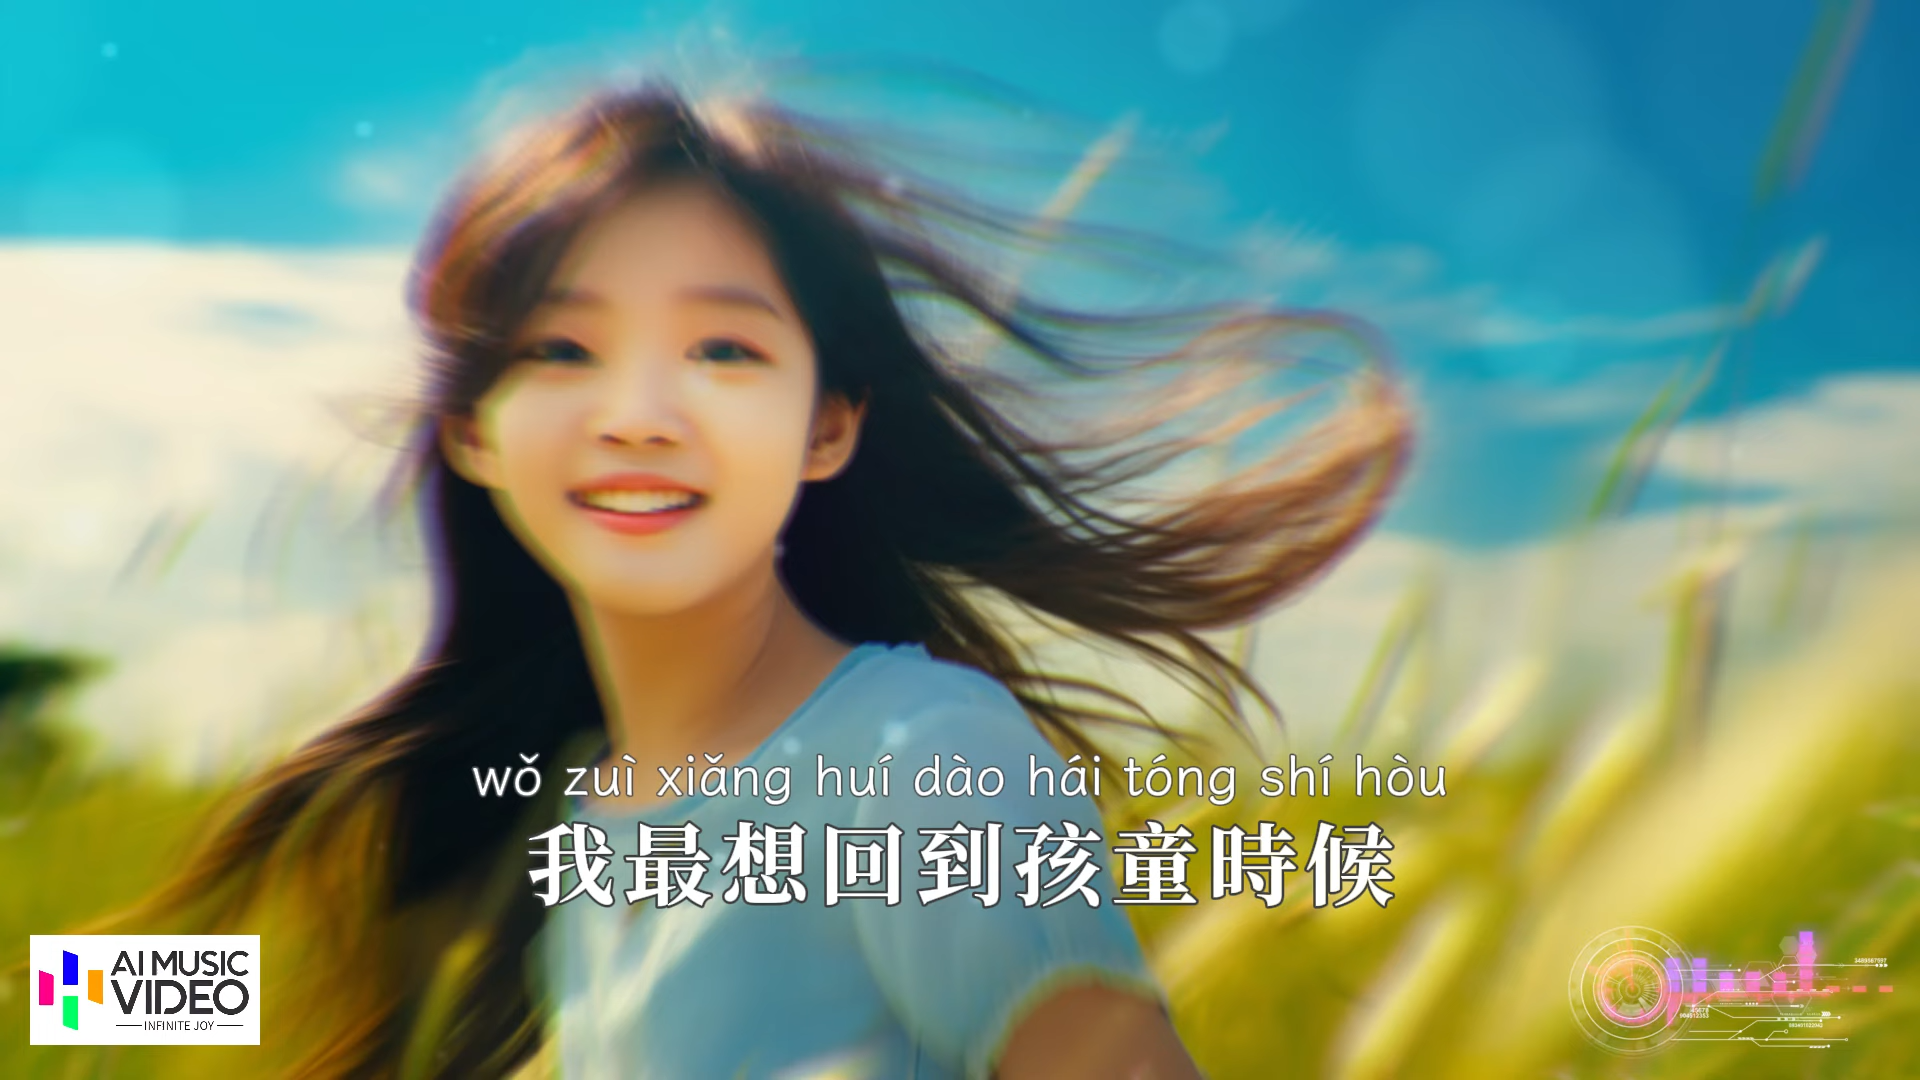 wǒ zuì xiǎng huí dào hái tóng shí hòu
我最想回到孩童時候
AI MUSIC
VIDEO
INFINITE JOY